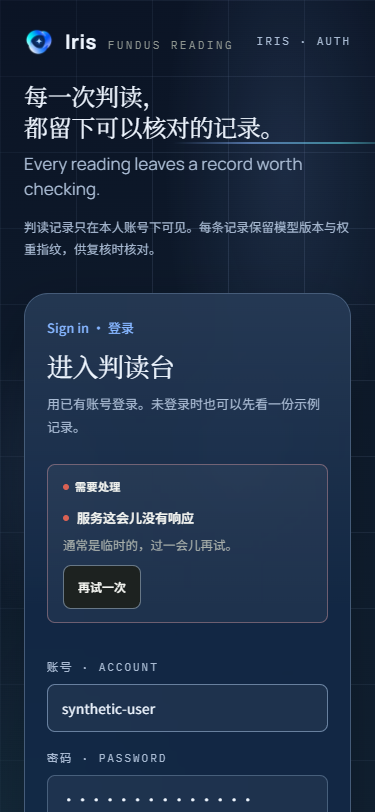 Iris FUNDUS READING IRIS · AUTH
每一次判读，
都留下可以核对的记录。
Every reading leaves a record worth
checking.
判读记录只在本人账号下可见。每条记录保留模型版本与权
重指纹，供复核时核对。
Sign in · 登录
进入判读台
用已有账号登录。未登录时也可以先看一份示例
记录。
需要处理
服务这会儿没有响应
通常是临时的，过一会儿再试。
再试一次
账号 · ACCOUNT
synthetic-user
密码 · PASSWORD